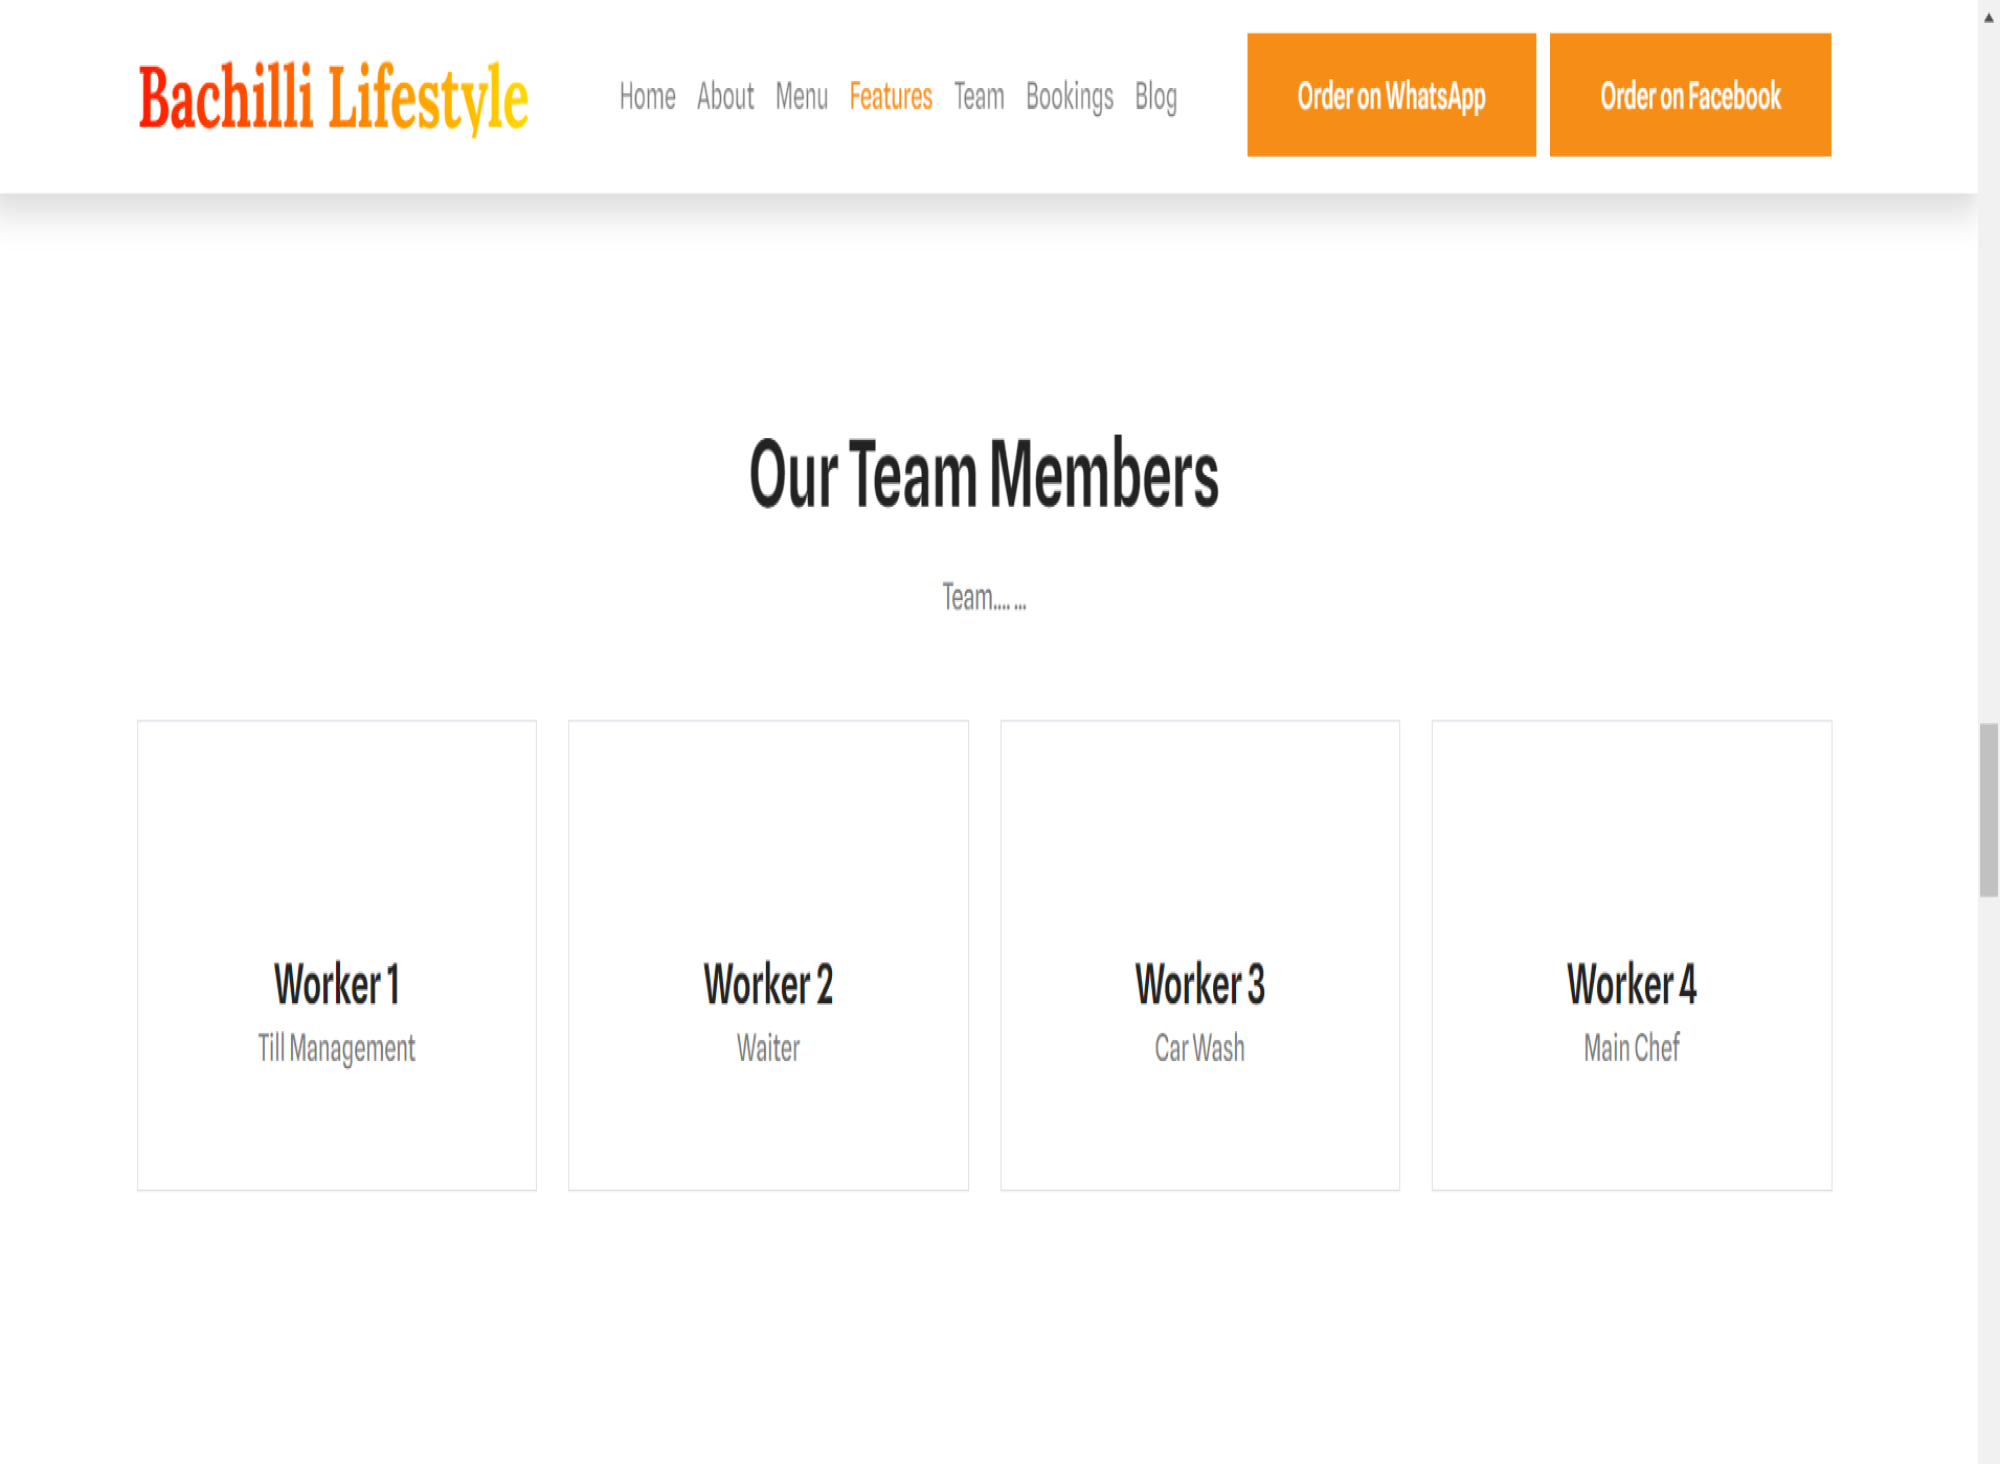 Bachilli Lifestyle
Home About Menu Features Team Bookings Blog
Order on WhatsApp
Order on Facebook
Our Team Members
Team.... ...
Worker 1
Till Management
Worker 2
Waiter
Worker 3
Car Wash
Worker 4
Main Chef